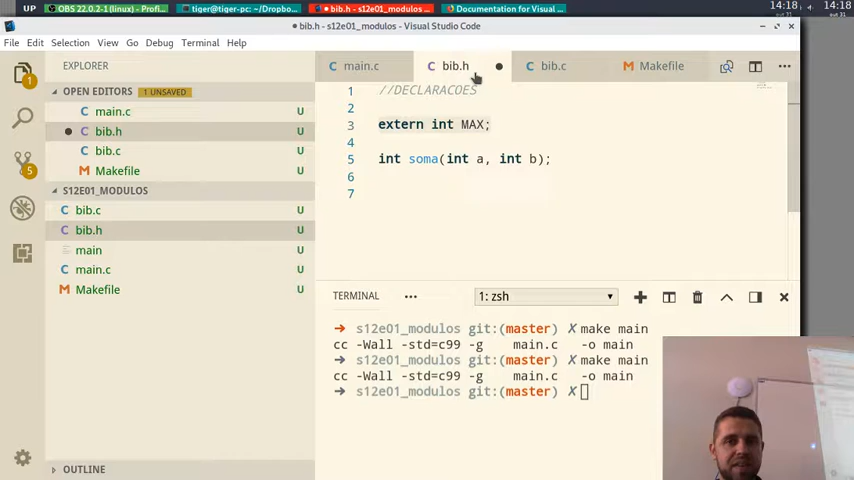 UP OBS 22.0.2-1 (linux) - Profi... tiger@tiger-pc: ~/Dropbo... bib.h - s12e01_modulos ... Documentation for Visual ... 14:18 14:18
bib.h - s12e01_modulos - Visual Studio Code
File Edit Selection View Go Debug Terminal Help
EXPLORER
OPEN EDITORS 1 UNSAVED
main.c U
bib.h U
bib.c U
Makefile U
S12E01_MODULOS
bib.c U
bib.h U
main U
main.c U
Makefile U
OUTLINE
1
5
C main.c C bib.h C bib.c M Makefile
1 //DECLARACOES
2
3 extern int MAX;
4
5 int soma(int a, int b);
6
7
TERMINAL 1: zsh
→ s12e01_modulos git:(master) ✗ make main
cc -Wall -std=c99 -g main.c -o main
→ s12e01_modulos git:(master) ✗ make main
cc -Wall -std=c99 -g main.c -o main
→ s12e01_modulos git:(master) ✗